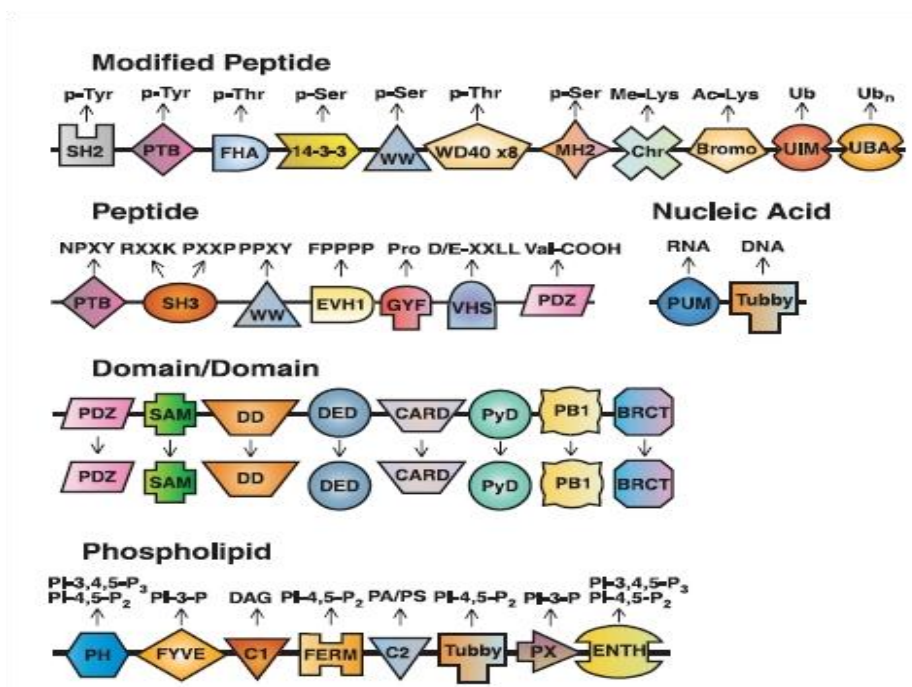 Modified Peptide
p-Tyr p-Tyr p-Thr p-Ser p-Ser p-Thr p-Ser Me-Lys Ac-Lys Ub Ubn
SH2 PTB FHA 14-3-3 WW WD40 x8 MH2 Chr Bromo UIM UBA
Peptide
NPXY RXXK PXXP PPXY FPPPP Pro D/E-XXLL Val-COOH
PTB SH3 WW EVH1 GYF VHS PDZ
Nucleic Acid
RNA DNA
PUM Tubby
Domain/Domain
PDZ SAM DD DED CARD PyD PB1 BRCT
PDZ SAM DD DED CARD PyD PB1 BRCT
Phospholipid
PI-3,4,5-P3 PI-3,4,5-P3
PI-4,5-P2 PI-3-P DAG PI-4,5-P2 PA/PS PI-4,5-P2 PI-3-P PI-4,5-P2
PH FYVE C1 FERM C2 Tubby PX ENTH